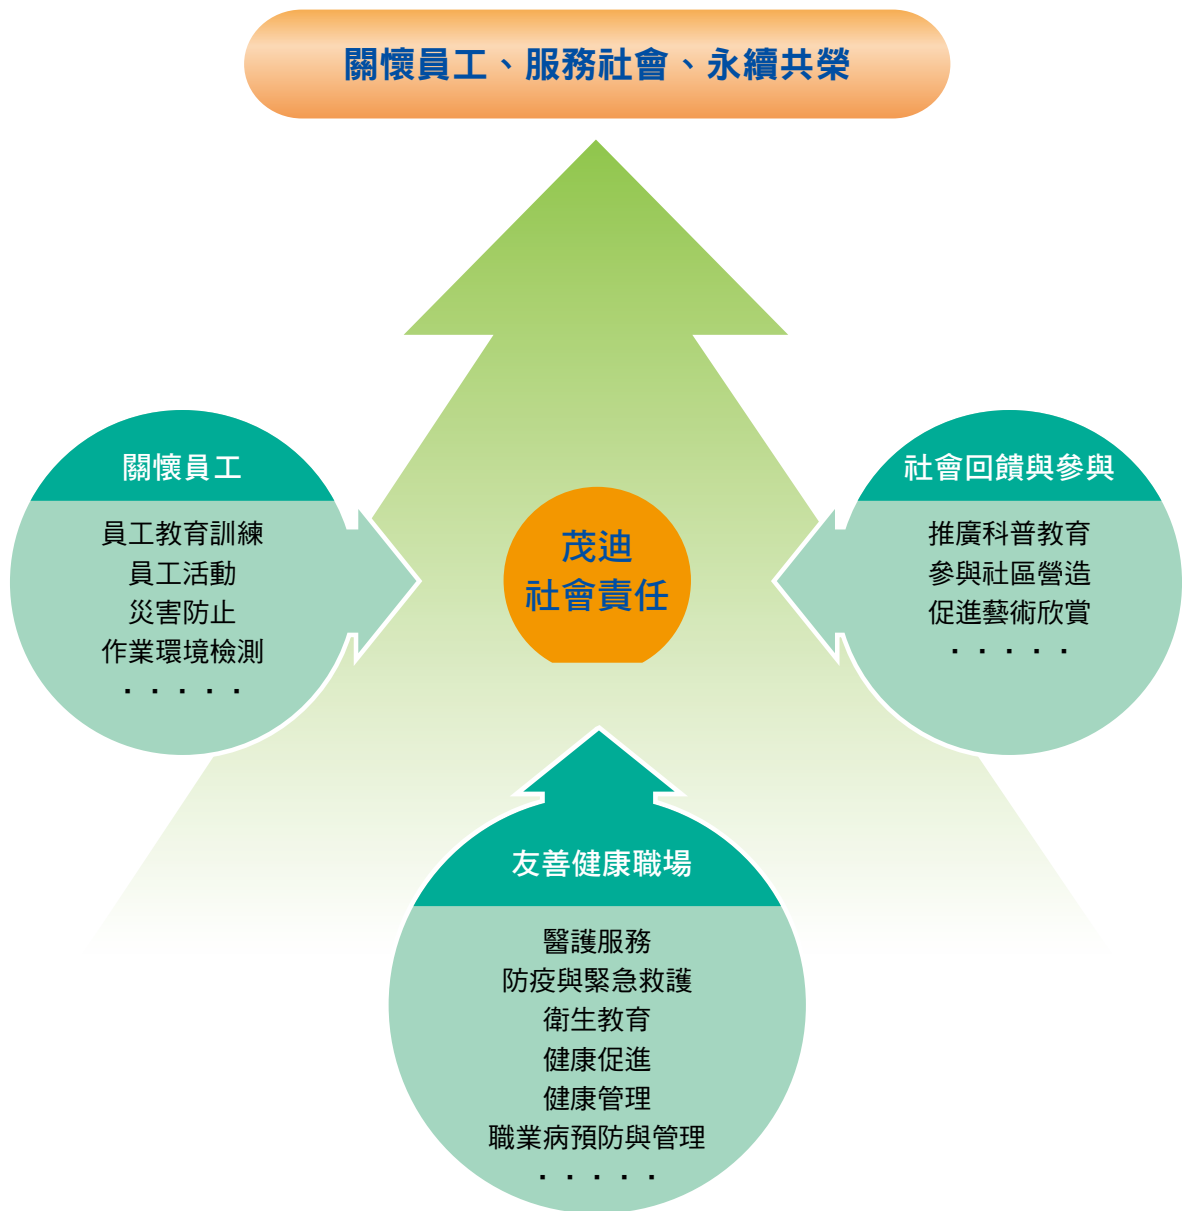 關懷員工、服務社會、永續共榮
關懷員工
員工教育訓練
員工活動
災害防止
作業環境檢測
．．．．．
茂迪
社會責任
社會回饋與參與
推廣科普教育
參與社區營造
促進藝術欣賞
．．．．．
友善健康職場
醫護服務
防疫與緊急救護
衛生教育
健康促進
健康管理
職業病預防與管理
．．．．．